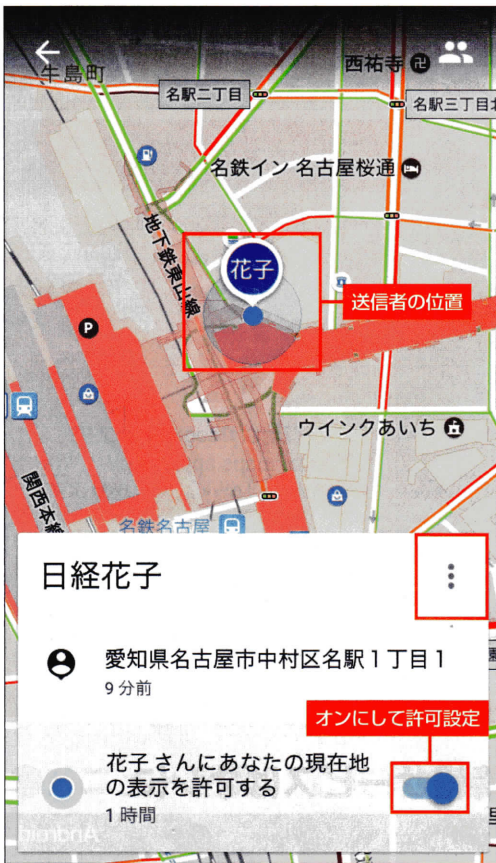 牛島町
西祐寺
名駅二丁目
名駅三丁目北
名鉄イン 名古屋桜通
地下鉄東山線
花子
送信者の位置
P
ウインクあいち
関西本線
名鉄名古屋
日経花子
愛知県名古屋市中村区名駅1丁目1
9 分前
オンにして許可設定
花子 さんにあなたの現在地
の表示を許可する
1 時間
Android